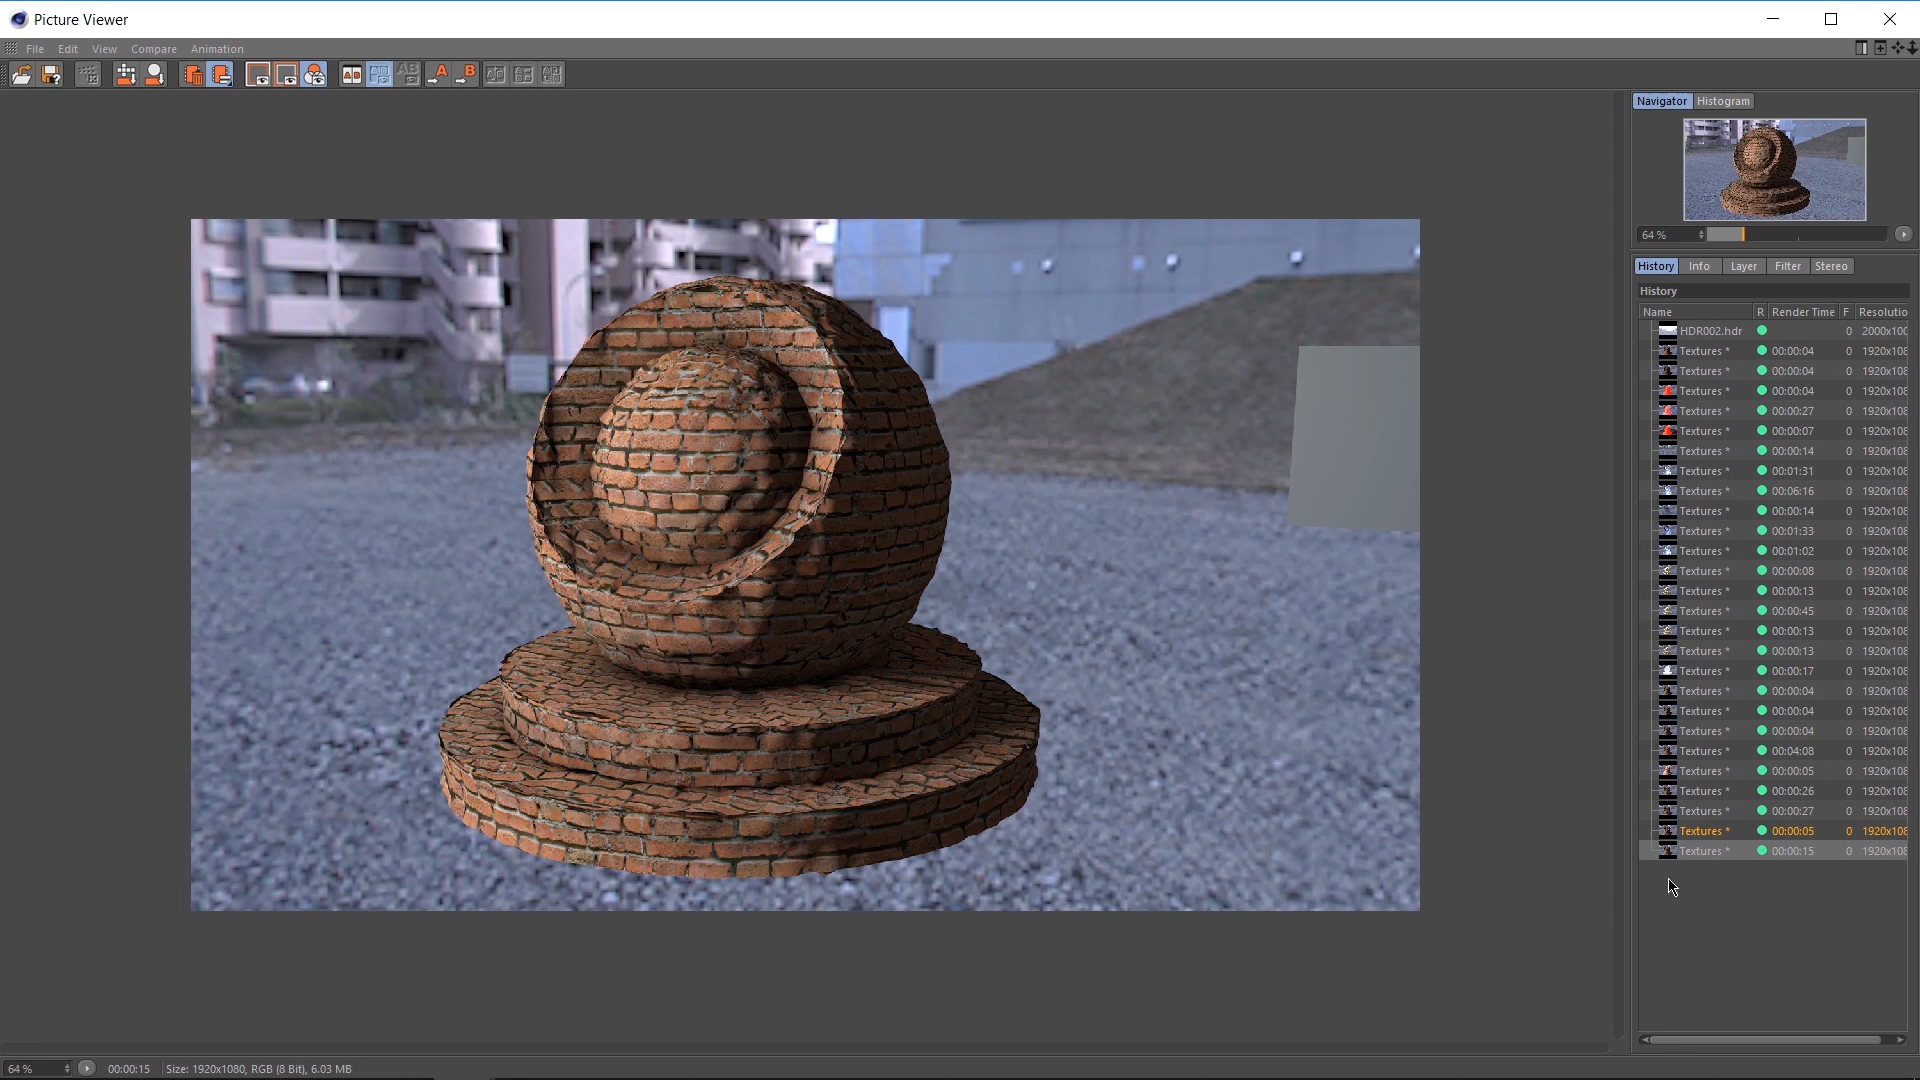 Picture Viewer
File Edit View Compare Animation
A B
Navigator Histogram
64 %
History Info Layer Filter Stereo
History
Name R Render Time F Resolutio
HDR002.hdr 0 2000x100
Textures * 00:00:04 0 1920x108
Textures * 00:00:04 0 1920x108
Textures * 00:00:04 0 1920x108
Textures * 00:00:27 0 1920x108
Textures * 00:00:07 0 1920x108
Textures * 00:00:14 0 1920x108
Textures * 00:01:31 0 1920x108
Textures * 00:06:16 0 1920x108
Textures * 00:00:14 0 1920x108
Textures * 00:01:33 0 1920x108
Textures * 00:01:02 0 1920x108
Textures * 00:00:08 0 1920x108
Textures * 00:00:13 0 1920x108
Textures * 00:00:45 0 1920x108
Textures * 00:00:13 0 1920x108
Textures * 00:00:13 0 1920x108
Textures * 00:00:17 0 1920x108
Textures * 00:00:04 0 1920x108
Textures * 00:00:04 0 1920x108
Textures * 00:00:04 0 1920x108
Textures * 00:04:08 0 1920x108
Textures * 00:00:05 0 1920x108
Textures * 00:00:26 0 1920x108
Textures * 00:00:27 0 1920x108
Textures * 00:00:05 0 1920x108
Textures * 00:00:15 0 1920x108
64 % 00:00:15 Size: 1920x1080, RGB (8 Bit), 6.03 MB